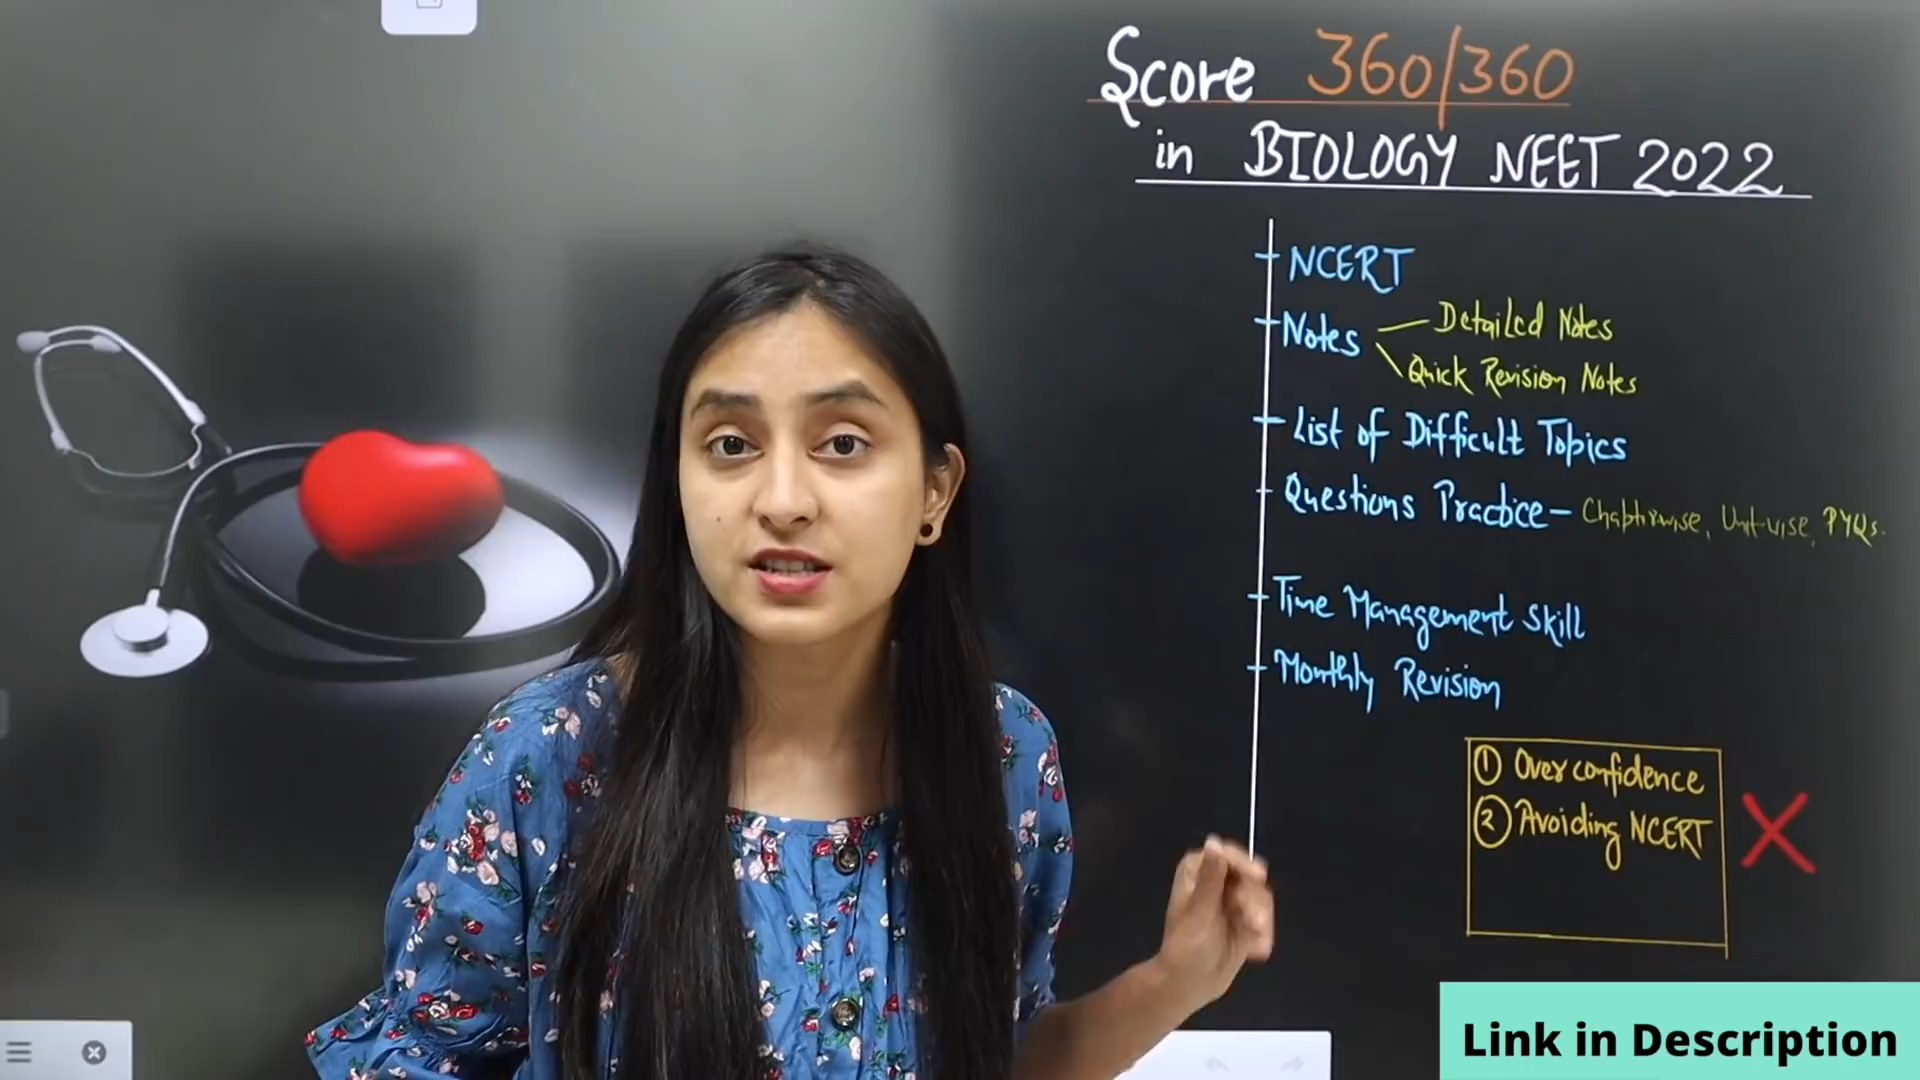 Score 360/360
in BIOLOGY NEET 2022
NCERT
Notes
Detailed Notes
Quick Revision Notes
List of Difficult Topics
Questions Practice - Chapterwise, Unit-wise, PYQs.
Time Management Skill
Monthly Revision
① Over confidence
② Avoiding NCERT
Link in Description